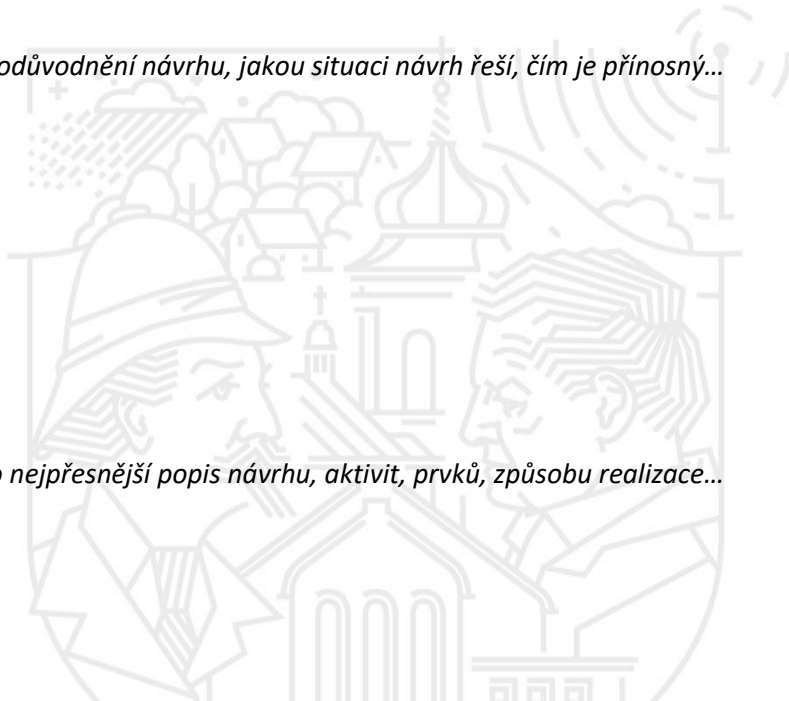 odůvodnění návrhu, jakou situaci návrh řeší, čím je přínosný…
nejpřesnější popis návrhu, aktivit, prvků, způsobu realizace…